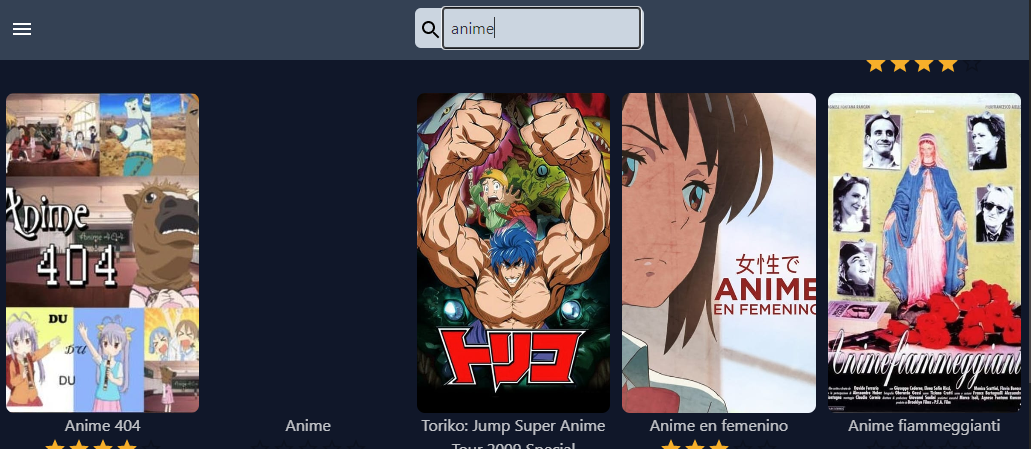 anime
Anime
404
Anime 404
DU
DU
DU
トリコ
女性で
ANIME
EN FEMENINO
Animefiammeggianti
Anime 404
Anime
Toriko: Jump Super Anime
Tour 2009 Special
Anime en femenino
Anime fiammeggianti